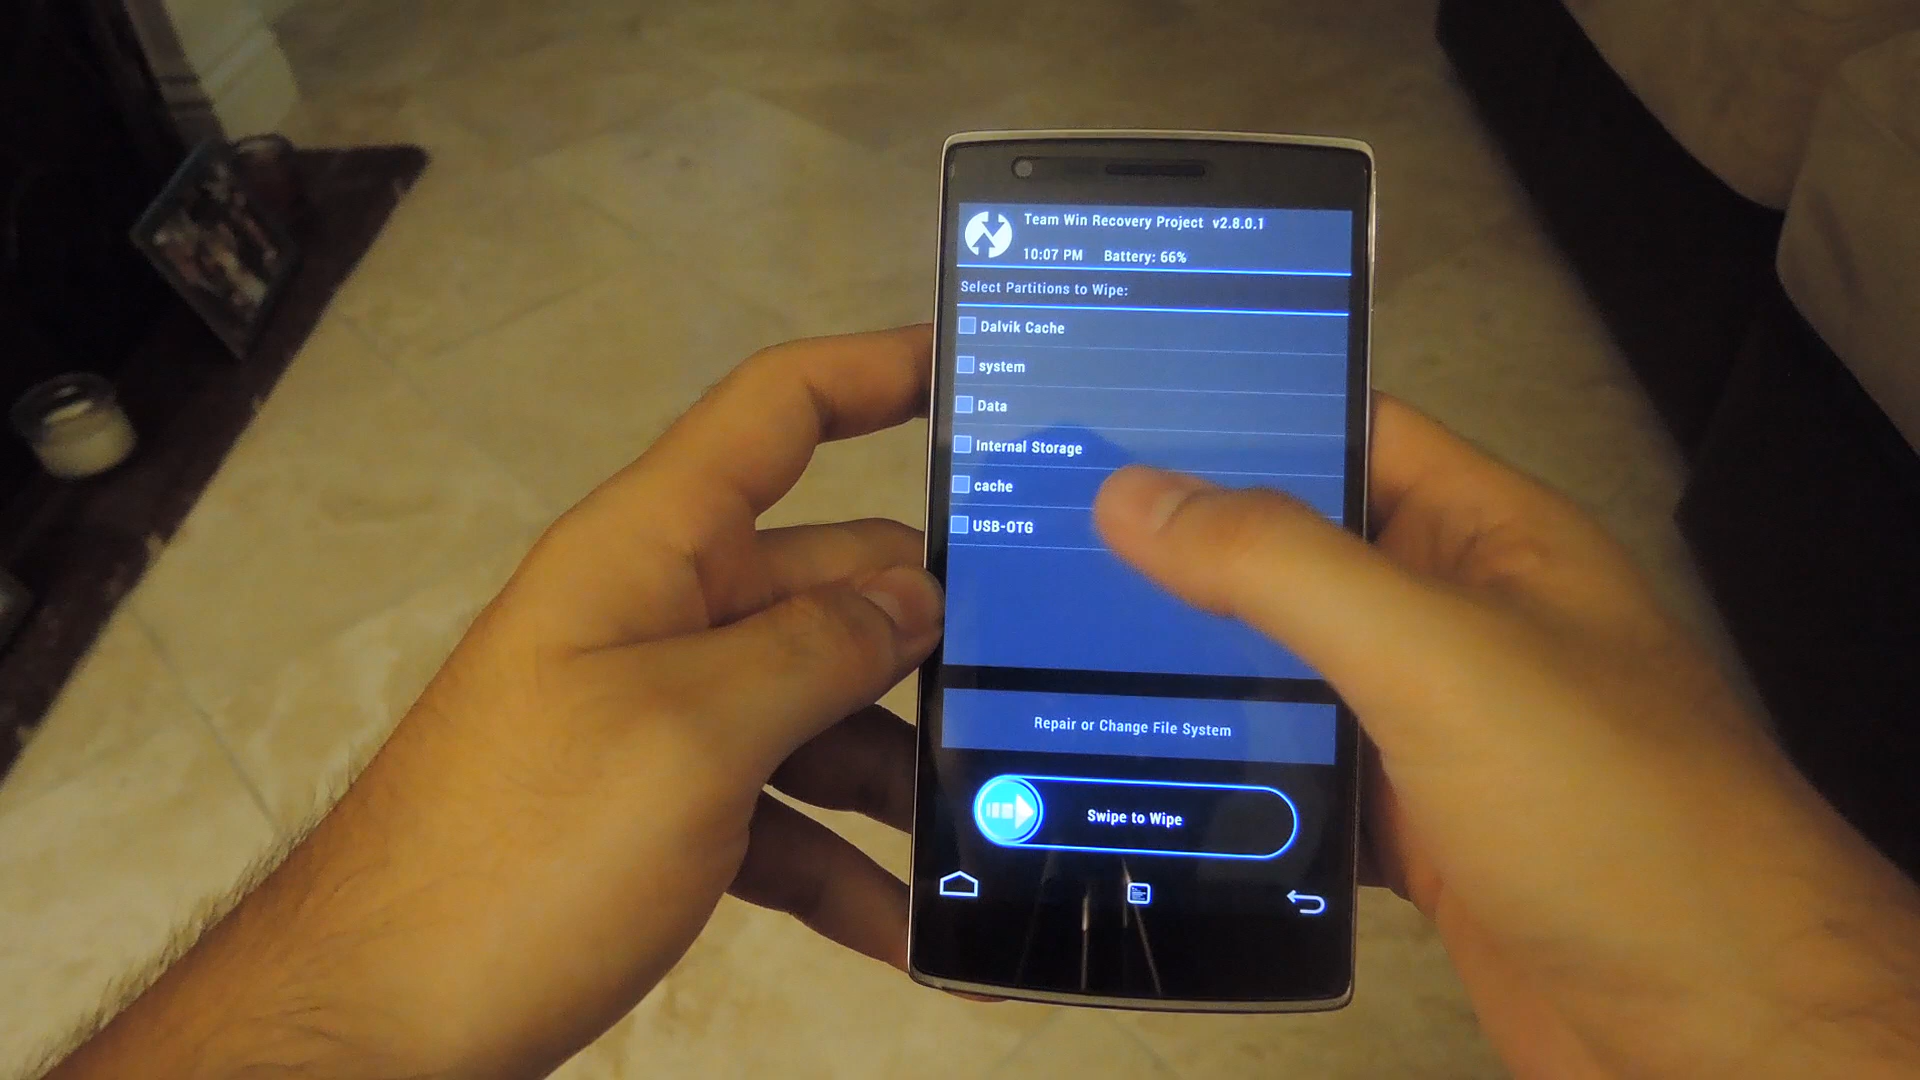 Team Win Recovery Project v2.8.0.1
10:07 PM Battery: 66%
Select Partitions to Wipe:
Dalvik Cache
system
Data
Internal Storage
cache
USB-OTG
Repair or Change File System
Swipe to Wipe